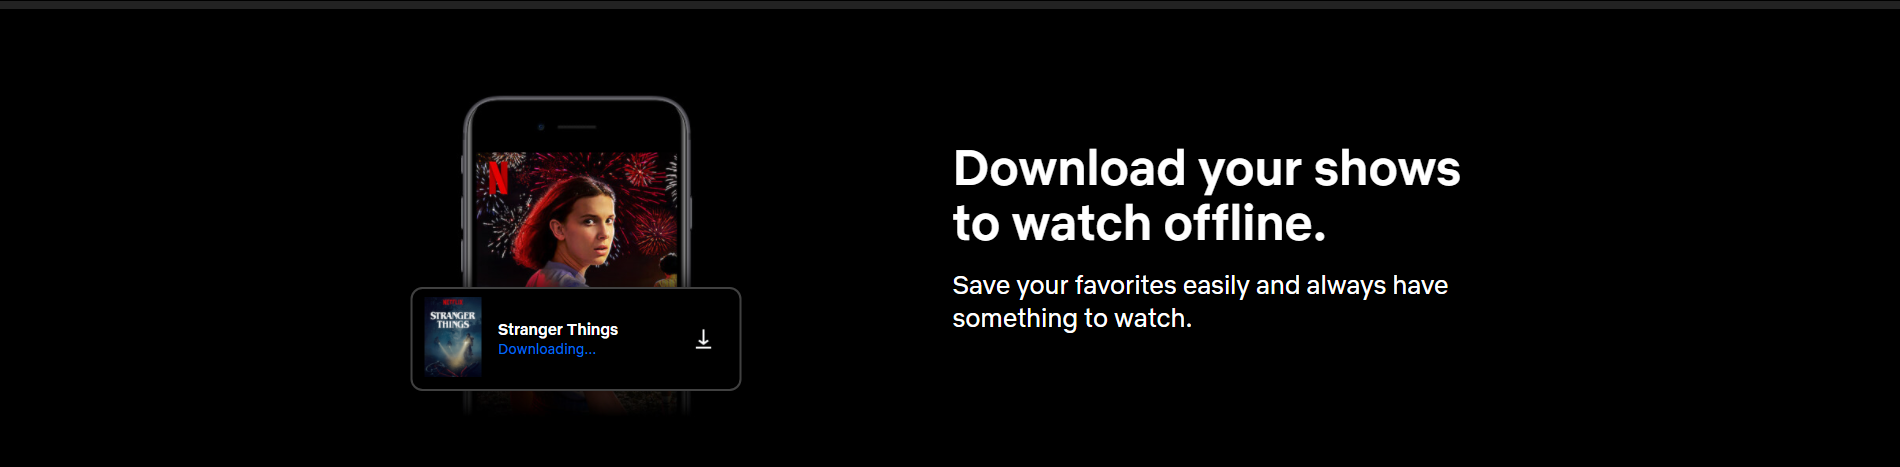 Download your shows
to watch offline.
Save your favorites easily and always have
something to watch.
N
NETFLIX
STRANGER
THINGS
Stranger Things
Downloading...